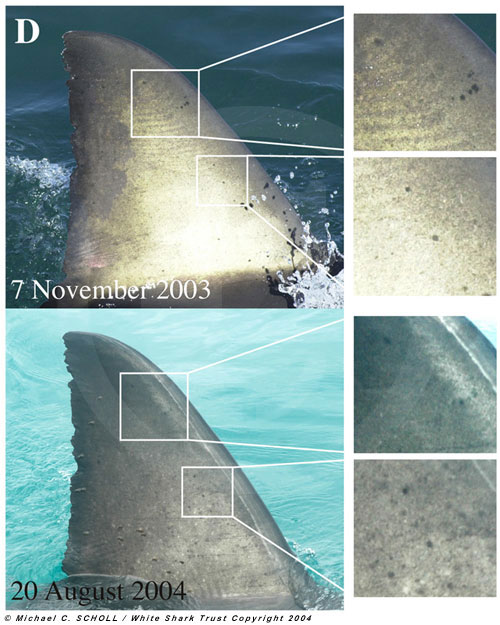 D
7 November 2003
20 August 2004
© Michael C. SCHOLL / White Shark Trust Copyright 2004